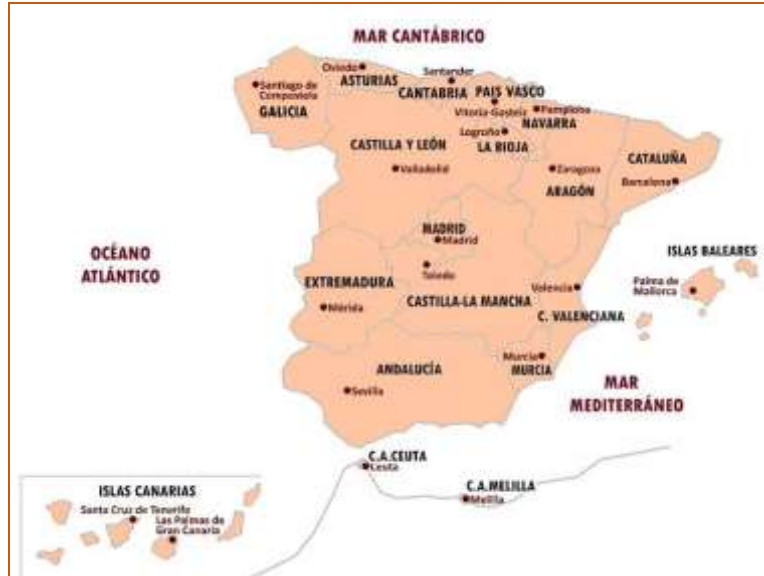 MAR CANTÁBRICO
Oviedo
ASTURIAS
Santander
CANTABRIA
PAIS VASCO
Vitoria-Gasteiz
Pamplona
NAVARRA
Santiago de
Compostela
GALICIA
Logroño
LA RIOJA
CASTILLA Y LEÓN
Valladolid
CATALUÑA
Zaragoza
Barcelona
ARAGÓN
MADRID
Madrid
OCÉANO
ATLÁNTICO
ISLAS BALEARES
Toledo
EXTREMADURA
Valencia
Palma de
Mallorca
CASTILLA-LA MANCHA
Mérida
C. VALENCIANA
Murcia
MURCIA
ANDALUCÍA
Sevilla
MAR
MEDITERRÁNEO
C.A.CEUTA
Ceuta
C.A.MELILLA
Melilla
ISLAS CANARIAS
Santa Cruz de Tenerife
Las Palmas de
Gran Canaria